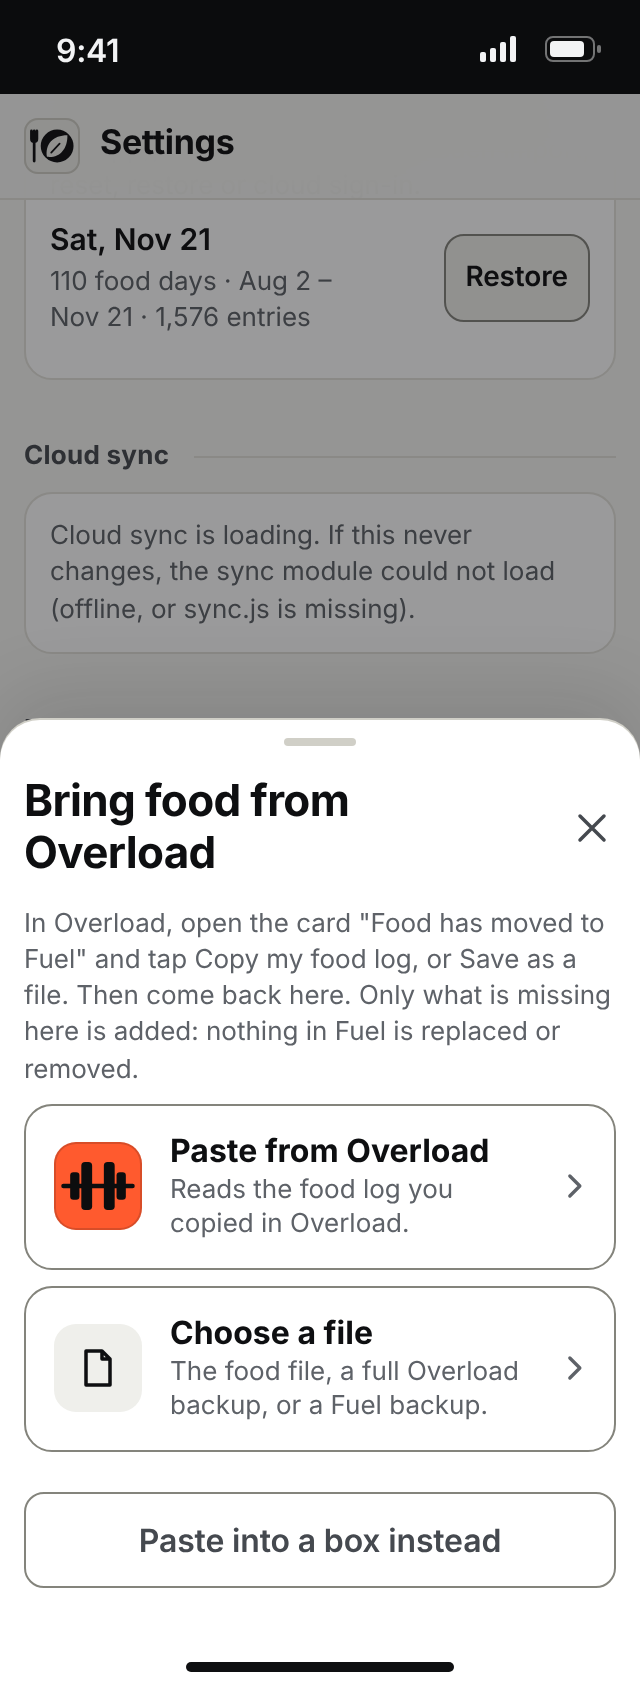 9:41
Settings
Sat, Nov 21
110 food days · Aug 2 –
Nov 21 · 1,576 entries
Restore
Cloud sync
Cloud sync is loading. If this never
changes, the sync module could not load
(offline, or sync.js is missing).
Bring food from
Overload
In Overload, open the card "Food has moved to
Fuel" and tap Copy my food log, or Save as a
file. Then come back here. Only what is missing
here is added: nothing in Fuel is replaced or
removed.
Paste from Overload
Reads the food log you
copied in Overload.
Choose a file
The food file, a full Overload
backup, or a Fuel backup.
Paste into a box instead